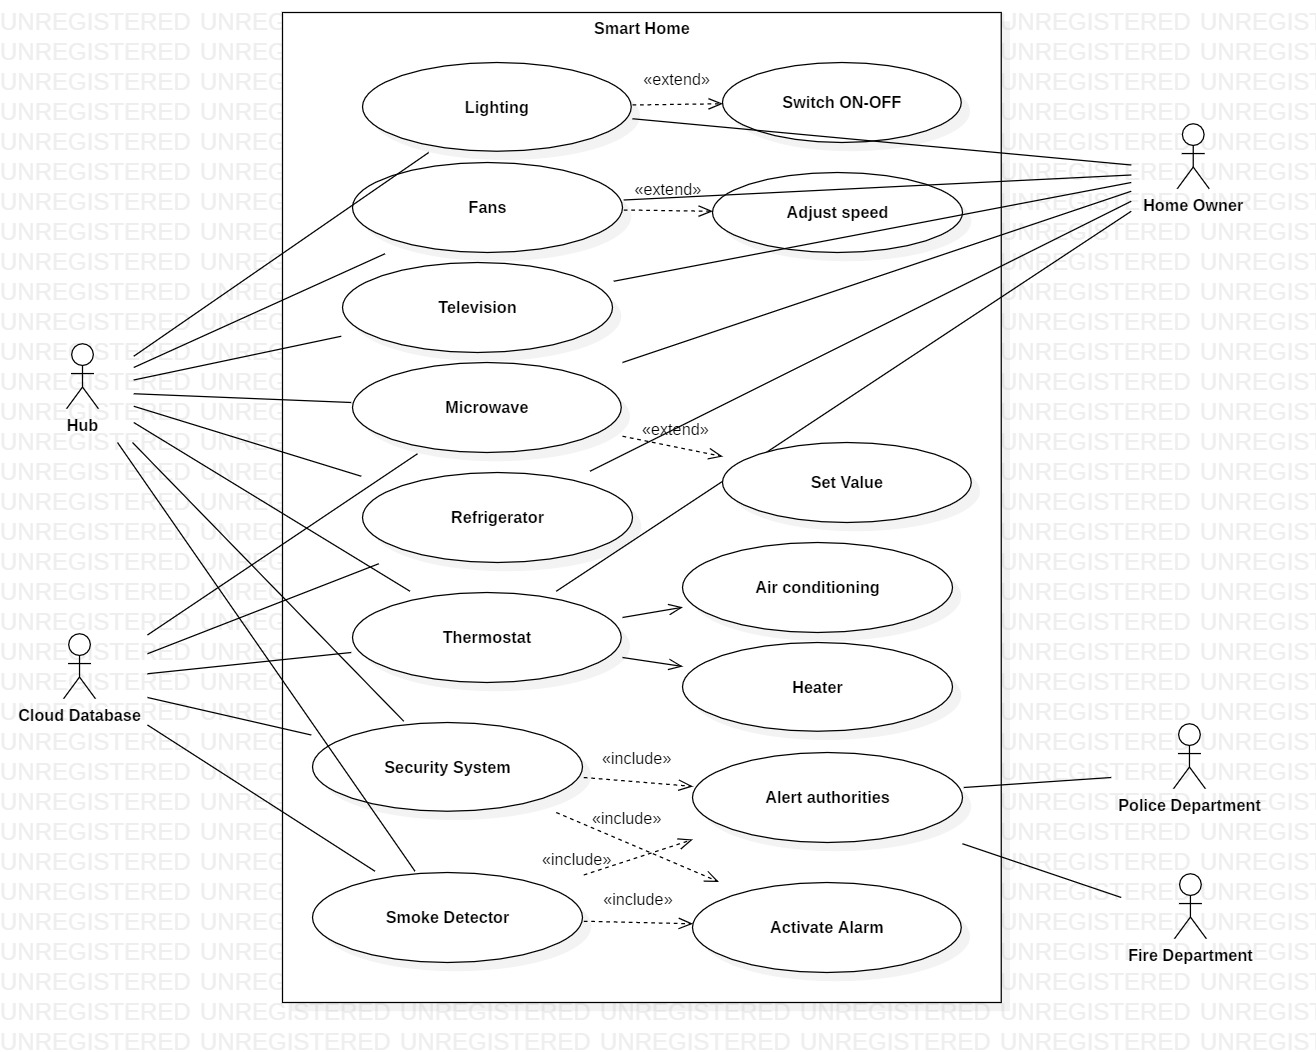 Smart Home
Lighting
«extend»
Switch ON-OFF
Fans
«extend»
Adjust speed
Home Owner
Television
Hub
Microwave
«extend»
Set Value
Refrigerator
Air conditioning
Thermostat
Heater
Cloud Database
Security System
«include»
Alert authorities
Police Department
«include»
«include»
«include»
Smoke Detector
Activate Alarm
Fire Department
UNREGISTERED UNREGISTERED UNREGISTERED UNREGISTERED UNREGISTERED UNREGISTERED UNREGIS